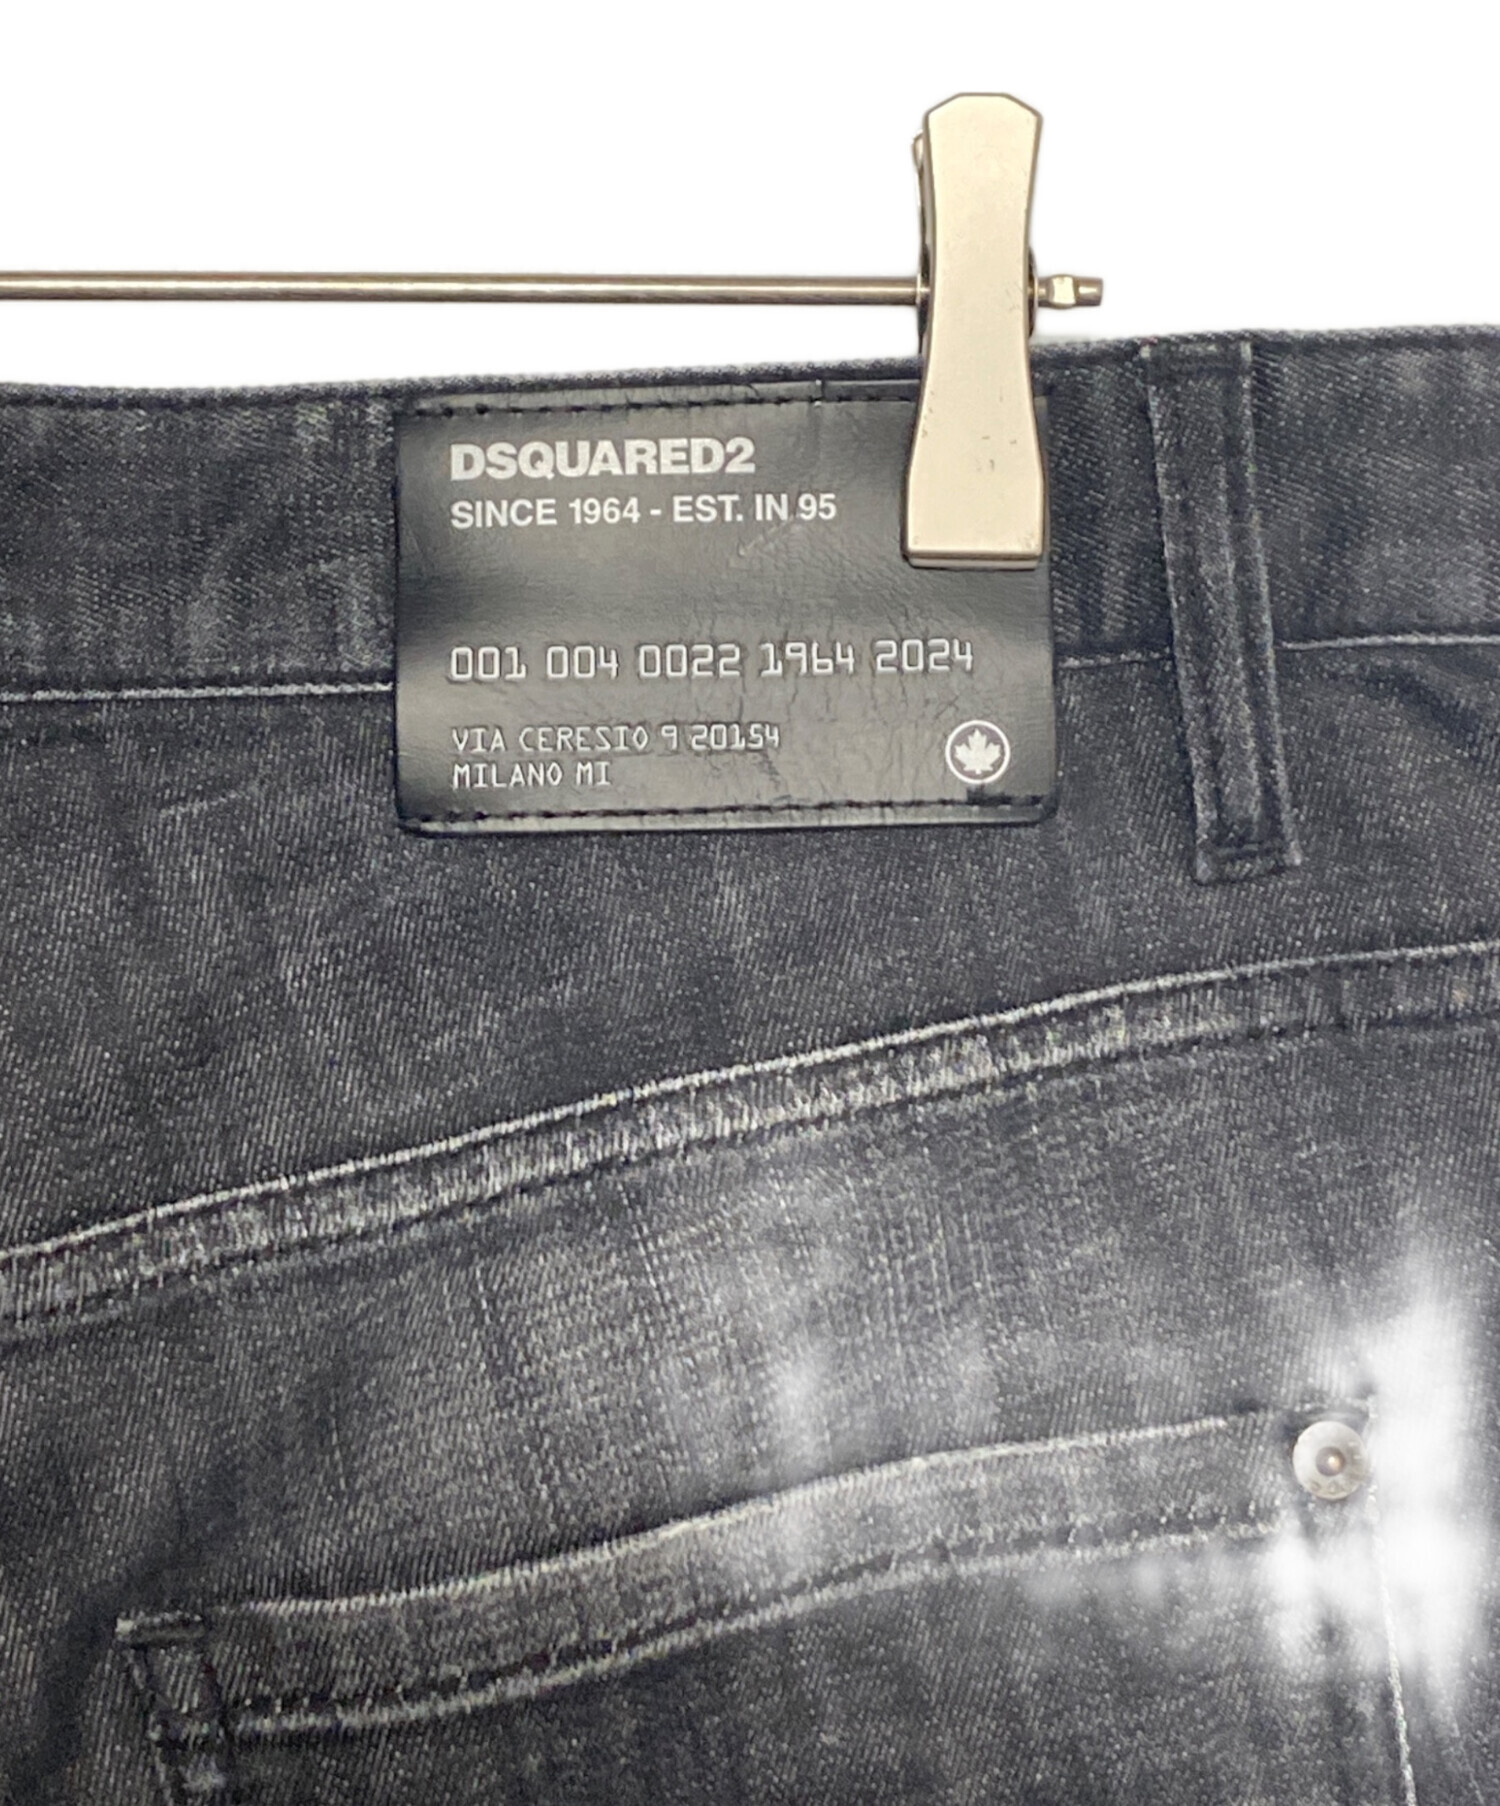 DSQUARED2
SINCE 1964 - EST. IN 95
001 004 0022 1964 2024
VIA CERESIO 9 20154
MILANO MI